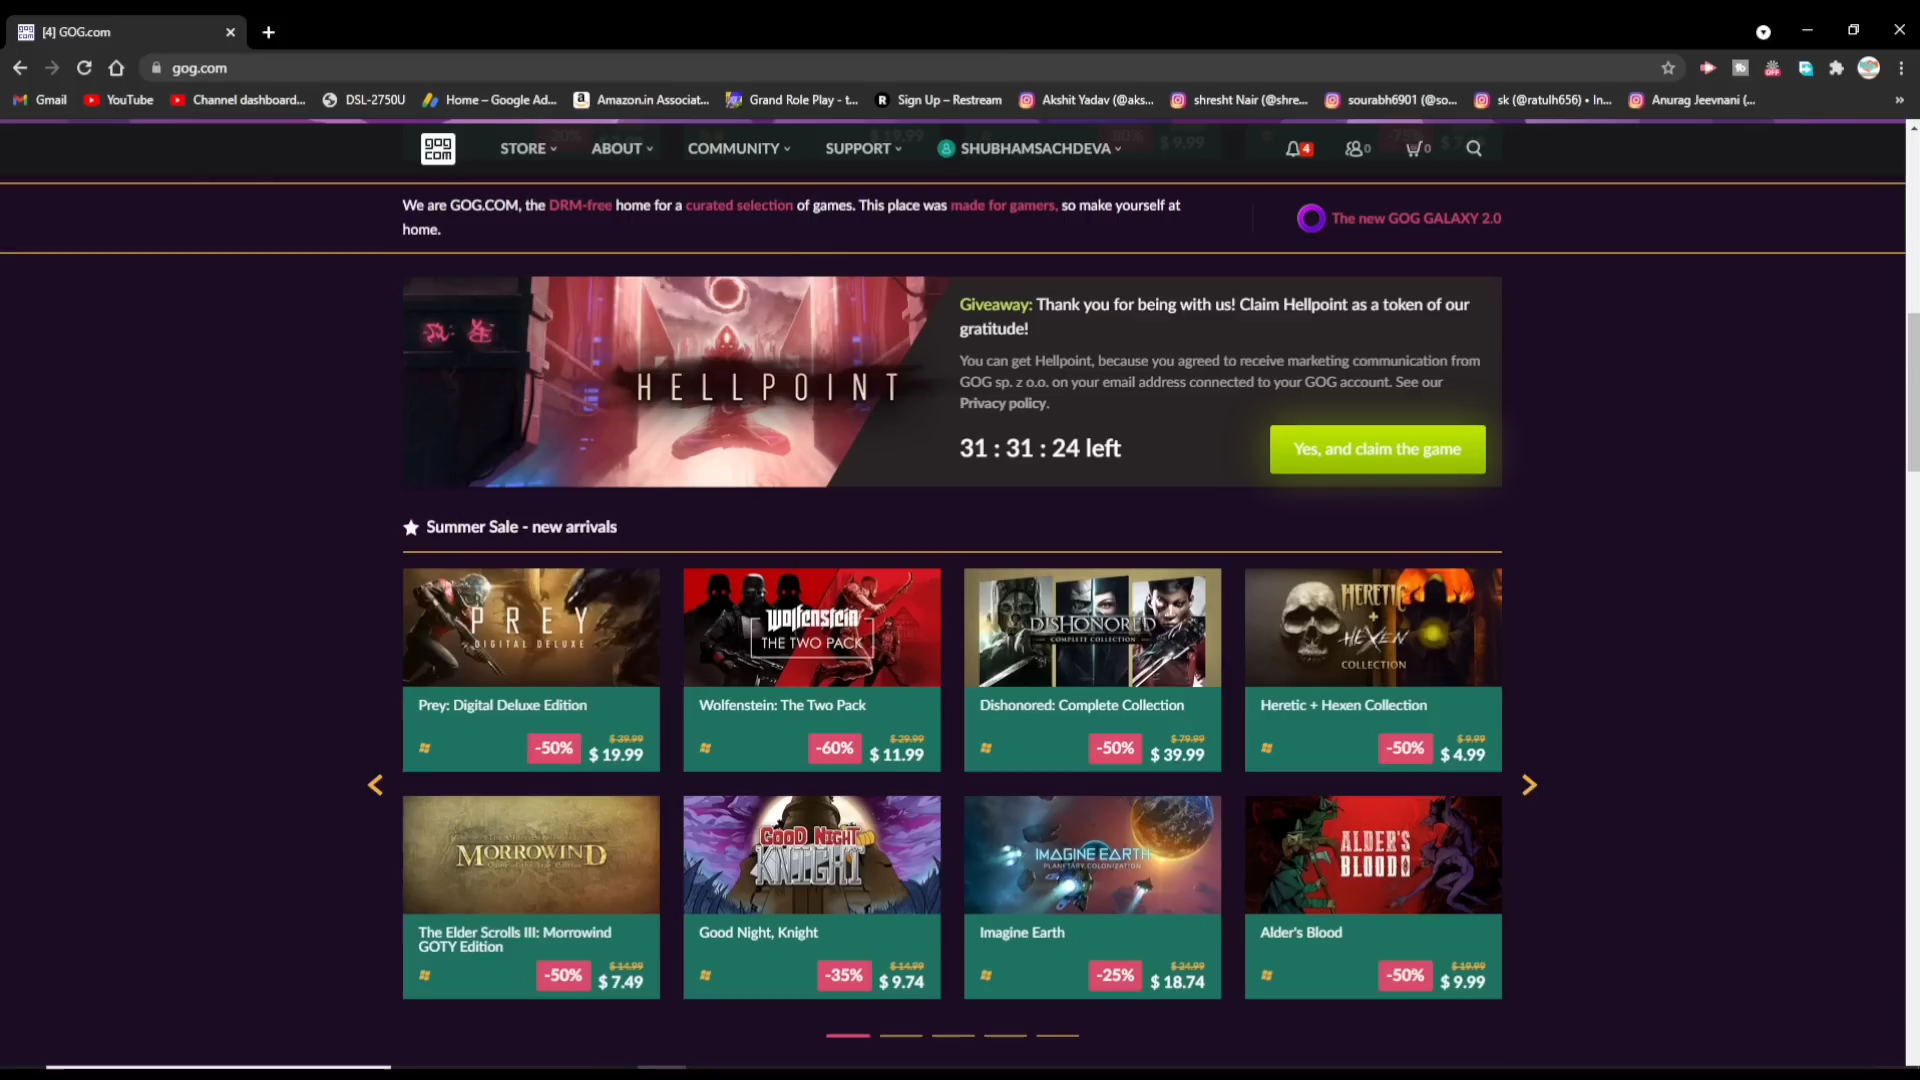 [4] GOG.com
gog.com
Gmail
YouTube
Channel dashboard...
DSL-2750U
Home – Google Ad...
Amazon.in Associat...
Grand Role Play - t...
Sign Up – Restream
Akshit Yadav (@aks...
shresht Nair (@shre...
sourabh6901 (@so...
sk (@ratulh656) • In...
Anurag Jeevnani (...
gog com
STORE
ABOUT
COMMUNITY
SUPPORT
SHUBHAMSACHDEVA
4
0
0
We are GOG.COM, the DRM-free home for a curated selection of games. This place was made for gamers, so make yourself at
home.
The new GOG GALAXY 2.0
HELLPOINT
Giveaway: Thank you for being with us! Claim Hellpoint as a token of our
gratitude!
You can get Hellpoint, because you agreed to receive marketing communication from
GOG sp. z o.o. on your email address connected to your GOG account. See our
Privacy policy.
31 : 31 : 24 left
Yes, and claim the game
Summer Sale - new arrivals
PREY
DIGITAL DELUXE
Wolfenstein
THE TWO PACK
DISHONORED
COMPLETE COLLECTION
HERETIC
+
HEXEN
COLLECTION
Prey: Digital Deluxe Edition
-50%
$ 39.99
$ 19.99
Wolfenstein: The Two Pack
-60%
$ 29.99
$ 11.99
Dishonored: Complete Collection
-50%
$ 79.99
$ 39.99
Heretic + Hexen Collection
-50%
$ 9.99
$ 4.99
MORROWIND
GOOD NIGHT
KNIGHT
IMAGINE EARTH
PLANETARY COLONIZATION
ALDER'S
BLOOD
The Elder Scrolls III: Morrowind
GOTY Edition
-50%
$ 14.99
$ 7.49
Good Night, Knight
-35%
$ 14.99
$ 9.74
Imagine Earth
-25%
$ 24.99
$ 18.74
Alder's Blood
-50%
$ 19.99
$ 9.99